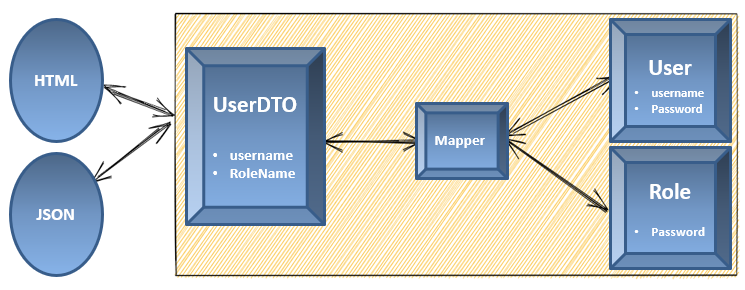 HTML
JSON
UserDTO
• username
• RoleName
Mapper
User
• username
• Password
Role
• Password